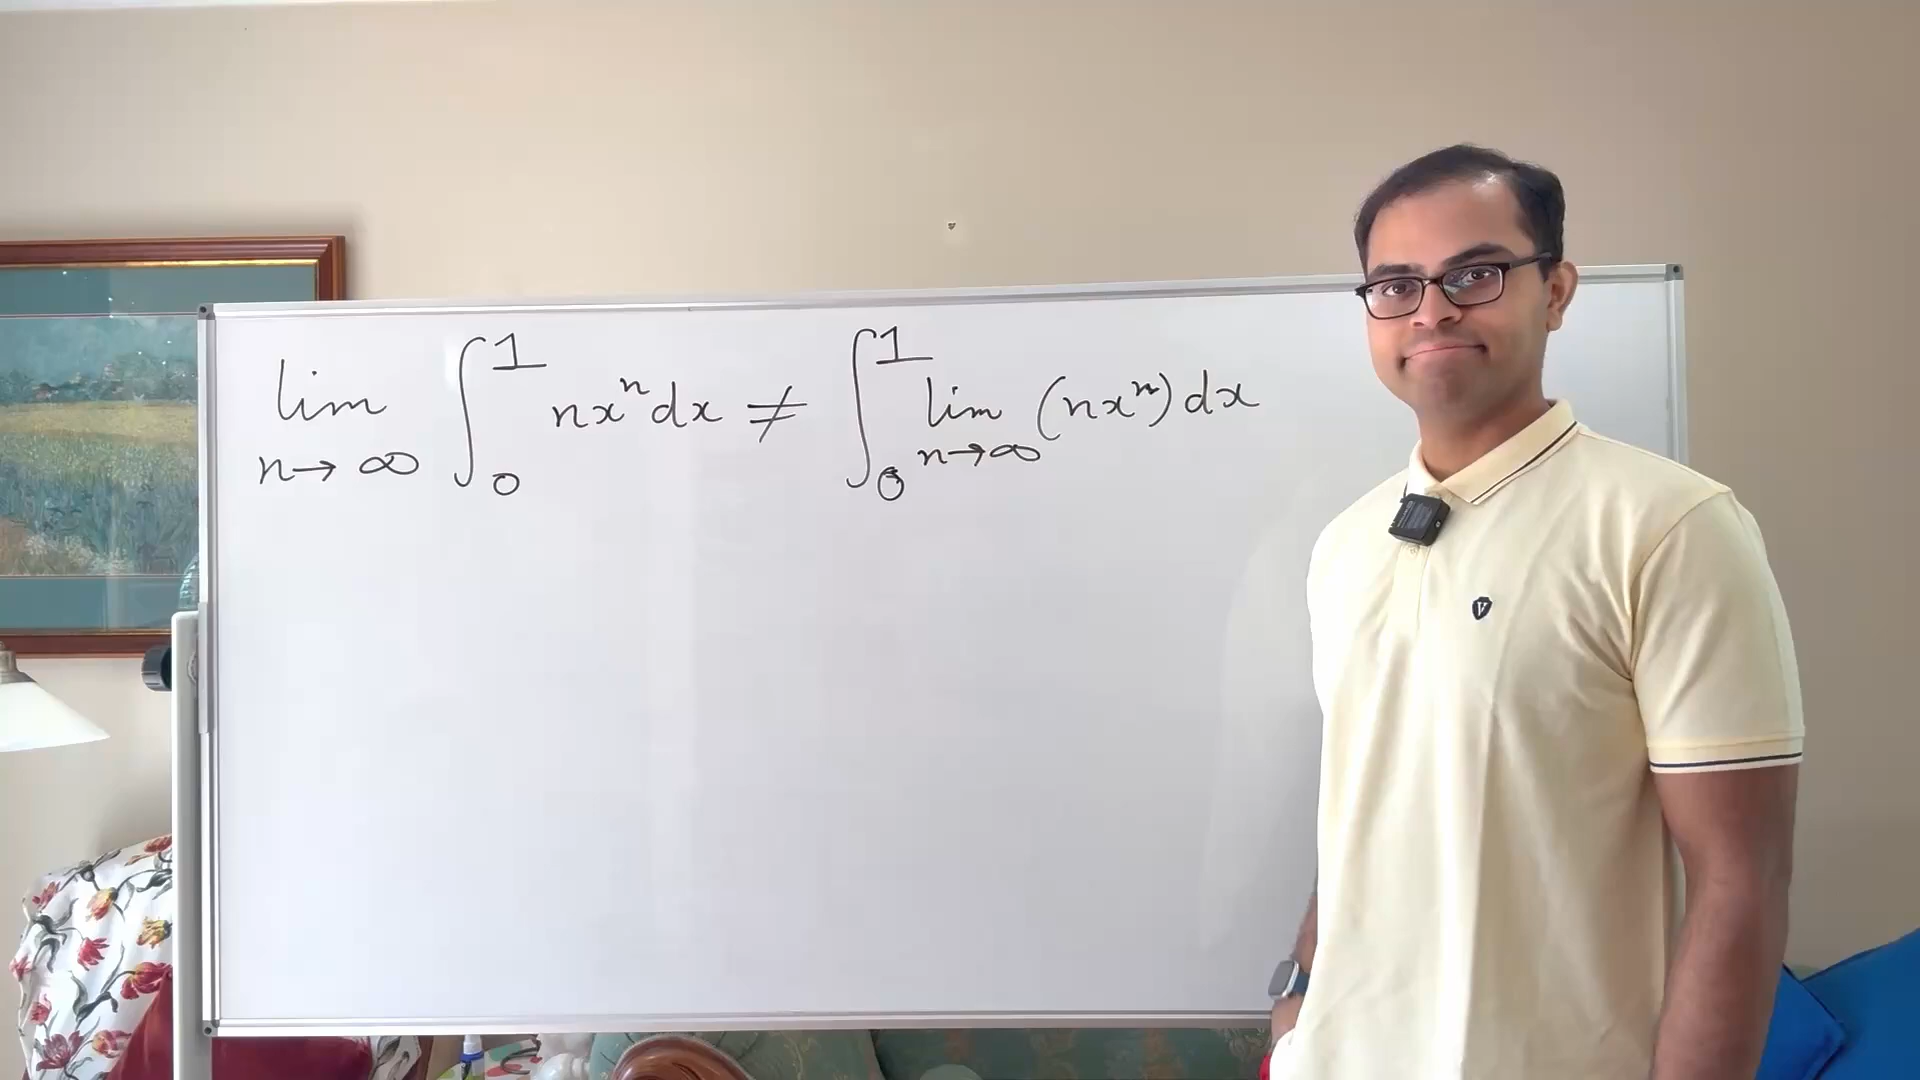 lim n→∞ ∫₀¹ nxⁿ dx ≠ ∫₀¹ lim n→∞ (nxⁿ) dx
V